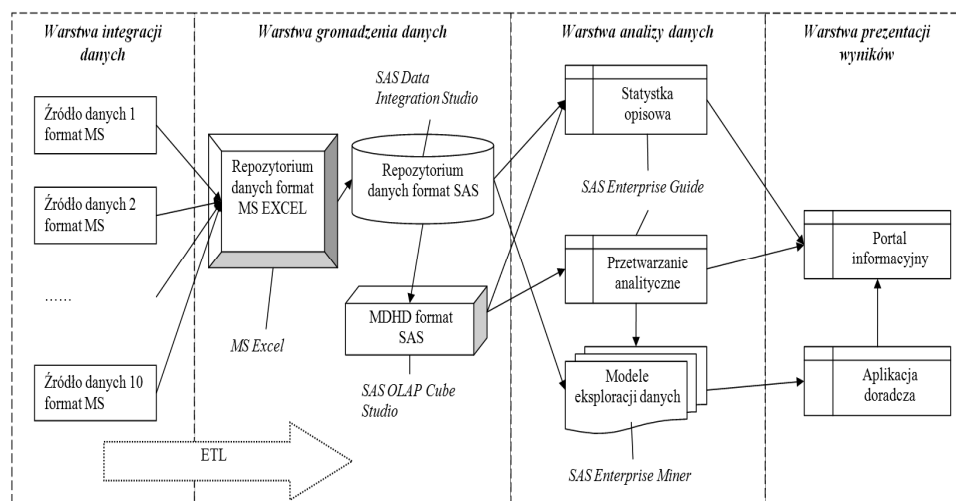 Warstwa integracji
danych
Źródło danych 1
format MS
Źródło danych 2
format MS
……
Źródło danych 10
format MS
ETL
Warstwa gromadzenia danych
SAS Data
Integration Studio
Repozytorium
danych format
MS EXCEL
Repozytorium
danych format SAS
MDHD format
SAS
MS Excel
SAS OLAP Cube
Studio
Warstwa analizy danych
Statystka
opisowa
SAS Enterprise Guide
Przetwarzanie
analityczne
Modele
eksploracji danych
SAS Enterprise Miner
Warstwa prezentacji
wyników
Portal
informacyjny
Aplikacja
doradcza